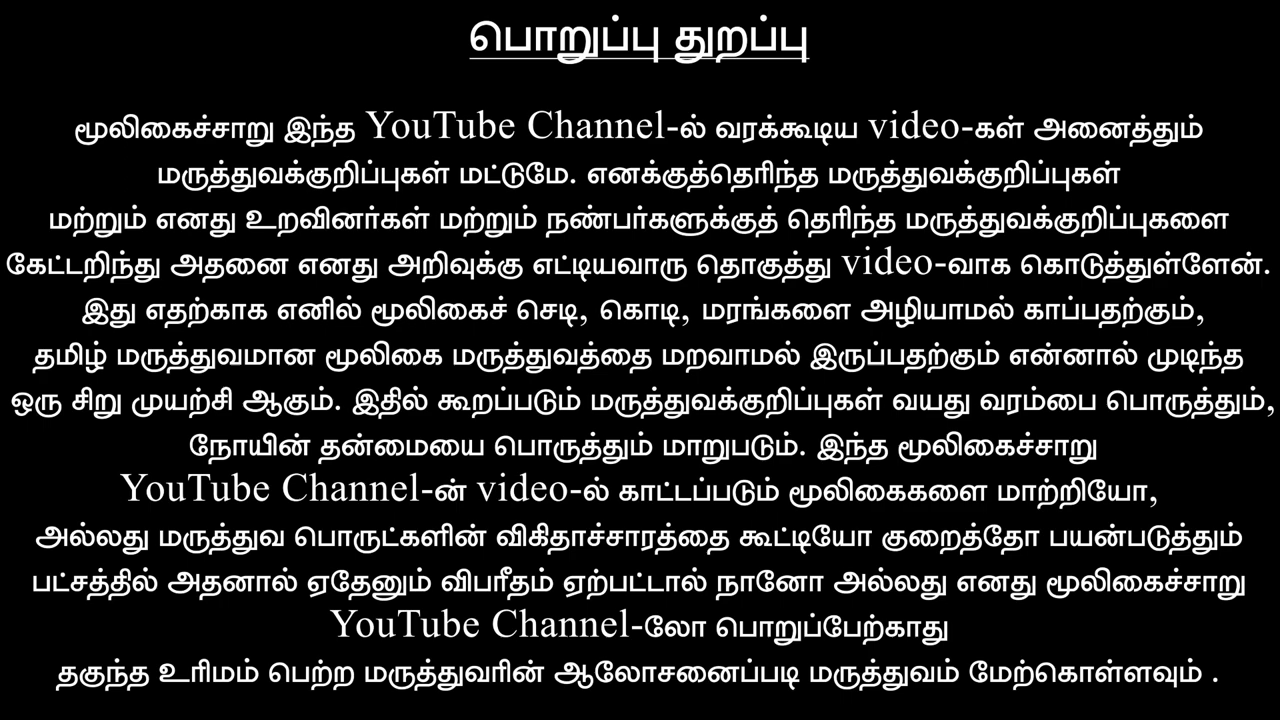 பொறுப்பு துறப்பு
மூலிகைச்சாறு இந்த YouTube Channel-ல் வரக்கூடிய video-கள் அனைத்தும்
மருத்துவக்குறிப்புகள் மட்டுமே. எனக்குத்தெரிந்த மருத்துவக்குறிப்புகள்
மற்றும் எனது உறவினர்கள் மற்றும் நண்பர்களுக்குத் தெரிந்த மருத்துவக்குறிப்புகளை
கேட்டறிந்து அதனை எனது அறிவுக்கு எட்டியவாரு தொகுத்து video-வாக கொடுத்துள்ளேன்.
இது எதற்காக எனில் மூலிகைச் செடி, கொடி, மரங்களை அழியாமல் காப்பதற்கும்,
தமிழ் மருத்துவமான மூலிகை மருத்துவத்தை மறவாமல் இருப்பதற்கும் என்னால் முடிந்த
ஒரு சிறு முயற்சி ஆகும். இதில் கூறப்படும் மருத்துவக்குறிப்புகள் வயது வரம்பை பொருத்தும்,
நோயின் தன்மையை பொருத்தும் மாறுபடும். இந்த மூலிகைச்சாறு
YouTube Channel-ன் video-ல் காட்டப்படும் மூலிகைகளை மாற்றியோ,
அல்லது மருத்துவ பொருட்களின் விகிதாச்சாரத்தை கூட்டியோ குறைத்தோ பயன்படுத்தும்
பட்சத்தில் அதனால் ஏதேனும் விபரீதம் ஏற்பட்டால் நானோ அல்லது எனது மூலிகைச்சாறு
YouTube Channel-லோ பொறுப்பேற்காது
தகுந்த உரிமம் பெற்ற மருத்துவரின் ஆலோசனைப்படி மருத்துவம் மேற்கொள்ளவும் .